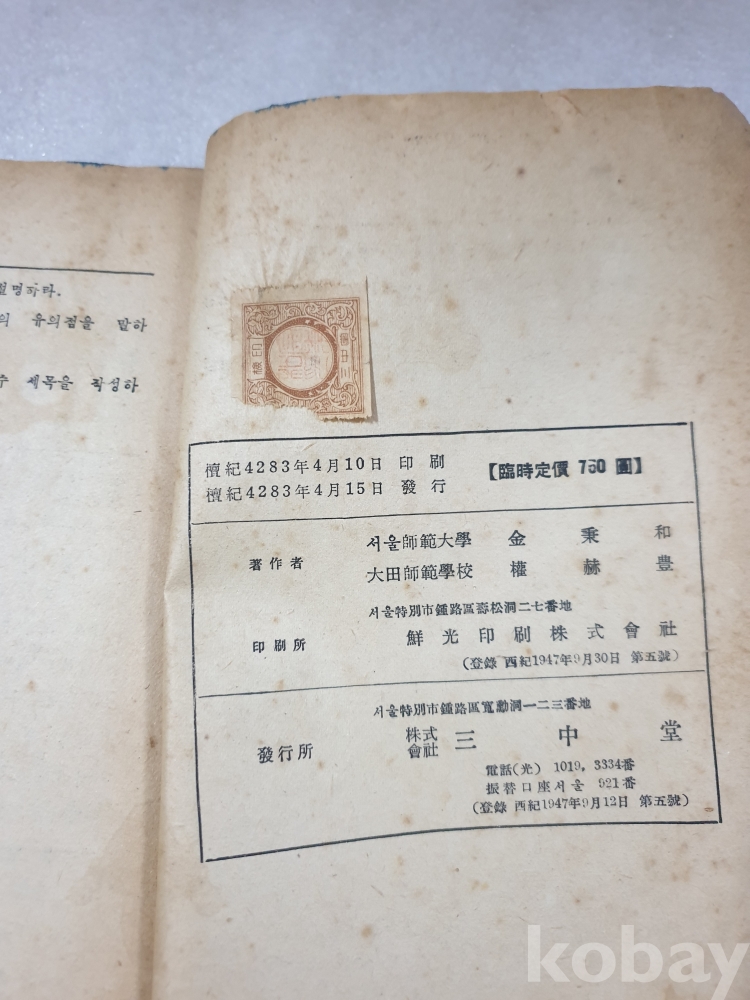 설명하라.
의 유의점을 말하
수 세목을 작성하
三中堂
檢印
檀紀4283年4月10日 印刷
檀紀4283年4月15日 發行
【臨時定價 750 圓】
著作者
서울師範大學 金秉和
大田師範學校 權赫豊
서울特別市鍾路區壽松洞二七番地
印刷所
鮮光印刷株式會社
(登錄 西紀1947年9月30日 第五號)
서울特別市鍾路區寬勳洞一二三番地
發行所
株式會社 三中堂
電話(光) 1019, 3334番
振替口座서울 921番
(登錄 西紀1947年9月12日 第五號)
kobay